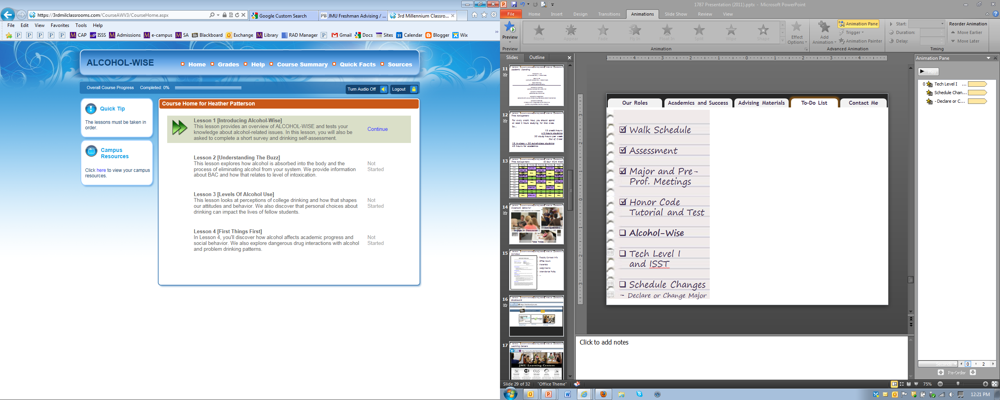 https://3rdmilclassrooms.com/CourseAWV3/CourseHome.aspx
Google Custom Search
JMU Freshman Advising / ...
3rd Millennium Classro...
File Edit View Favorites Tools Help
CAP ISSS Admissions e-campus SA Blackboard Exchange Library RAD Manager Gmail Docs Sites Calendar Blogger Wix
ALCOHOL-WISE
Home Grades Help Course Summary Quick Facts Sources
Overall Course Progress Completed: 0%
Turn Audio Off Logout
Quick Tip
The lessons must be taken in
order.
Campus
Resources
Click here to view your campus
resources.
Course Home for Heather Patterson
Lesson 1 [Introducing Alcohol-Wise]
This lesson provides an overview of ALCOHOL-WISE and tests your
knowledge about alcohol-related issues. In this lesson, you will also be
asked to complete a short survey and drinking self-assessment.
Continue
Lesson 2 [Understanding The Buzz]
This lesson explores how alcohol is absorbed into the body and the
process of eliminating alcohol from your system. We provide information
about BAC and how that relates to level of intoxication.
Not
Started
Lesson 3 [Levels Of Alcohol Use]
This lesson looks at perceptions of college drinking and how that shapes
our attitudes and behavior. We also discover that personal choices about
drinking can impact the lives of fellow students.
Not
Started
Lesson 4 [First Things First]
In Lesson 4, you'll discover how alcohol affects academic progress and
social behavior. We also explore dangerous drug interactions with alcohol
and problem drinking patterns.
Not
Started
1787 Presentation (2011).pptx - Microsoft PowerPoint
File Home Insert Design Transitions Animations Slide Show Review View
Preview
Preview
None Appear Fade Fly In Float In Split Wipe Shape
Animation
Effect
Options
Add
Animation
Animation Pane
Trigger
Animation Painter
Advanced Animation
Start:
Duration:
Delay:
Reorder Animation
Move Earlier
Move Later
Timing
Slides Outline
11
Academic Standing
12
Time Management
For every credit hour, you should spend
at least 2 hours studying for that class.
So...
15 credit hours
x 2 hours studying
30 study hours per week
Out of Class!
15 in-class + 30 out-of-class studying
45 hours for academics
13
Time Management 40 Hour Work Week
14
Classroom Behavior
Ask Questions
Engage in Discussion
Take Notes
15
Syllabus
- Faculty Contact Info
- Office Hours
- Materials
- Assignments
- Attendance Policy
- ...
16
Blackboard
17
Learning Centers
JMU Learning Centers
Our Roles Academics and Success Advising Materials To-Do List Contact Me
Walk Schedule
Assessment
Major and Pre-
Prof. Meetings
Honor Code
Tutorial and Test
Alcohol-Wise
Tech Level I
and ISST
Schedule Changes
- Declare or Change Major
Click to add notes
Animation Pane
Play
0 Tech Level I ...
Schedule Chan...
- Declare or C...
Seconds 0 2
Re-Order
Slide 29 of 32 "Office Theme" 75%
12:21 PM